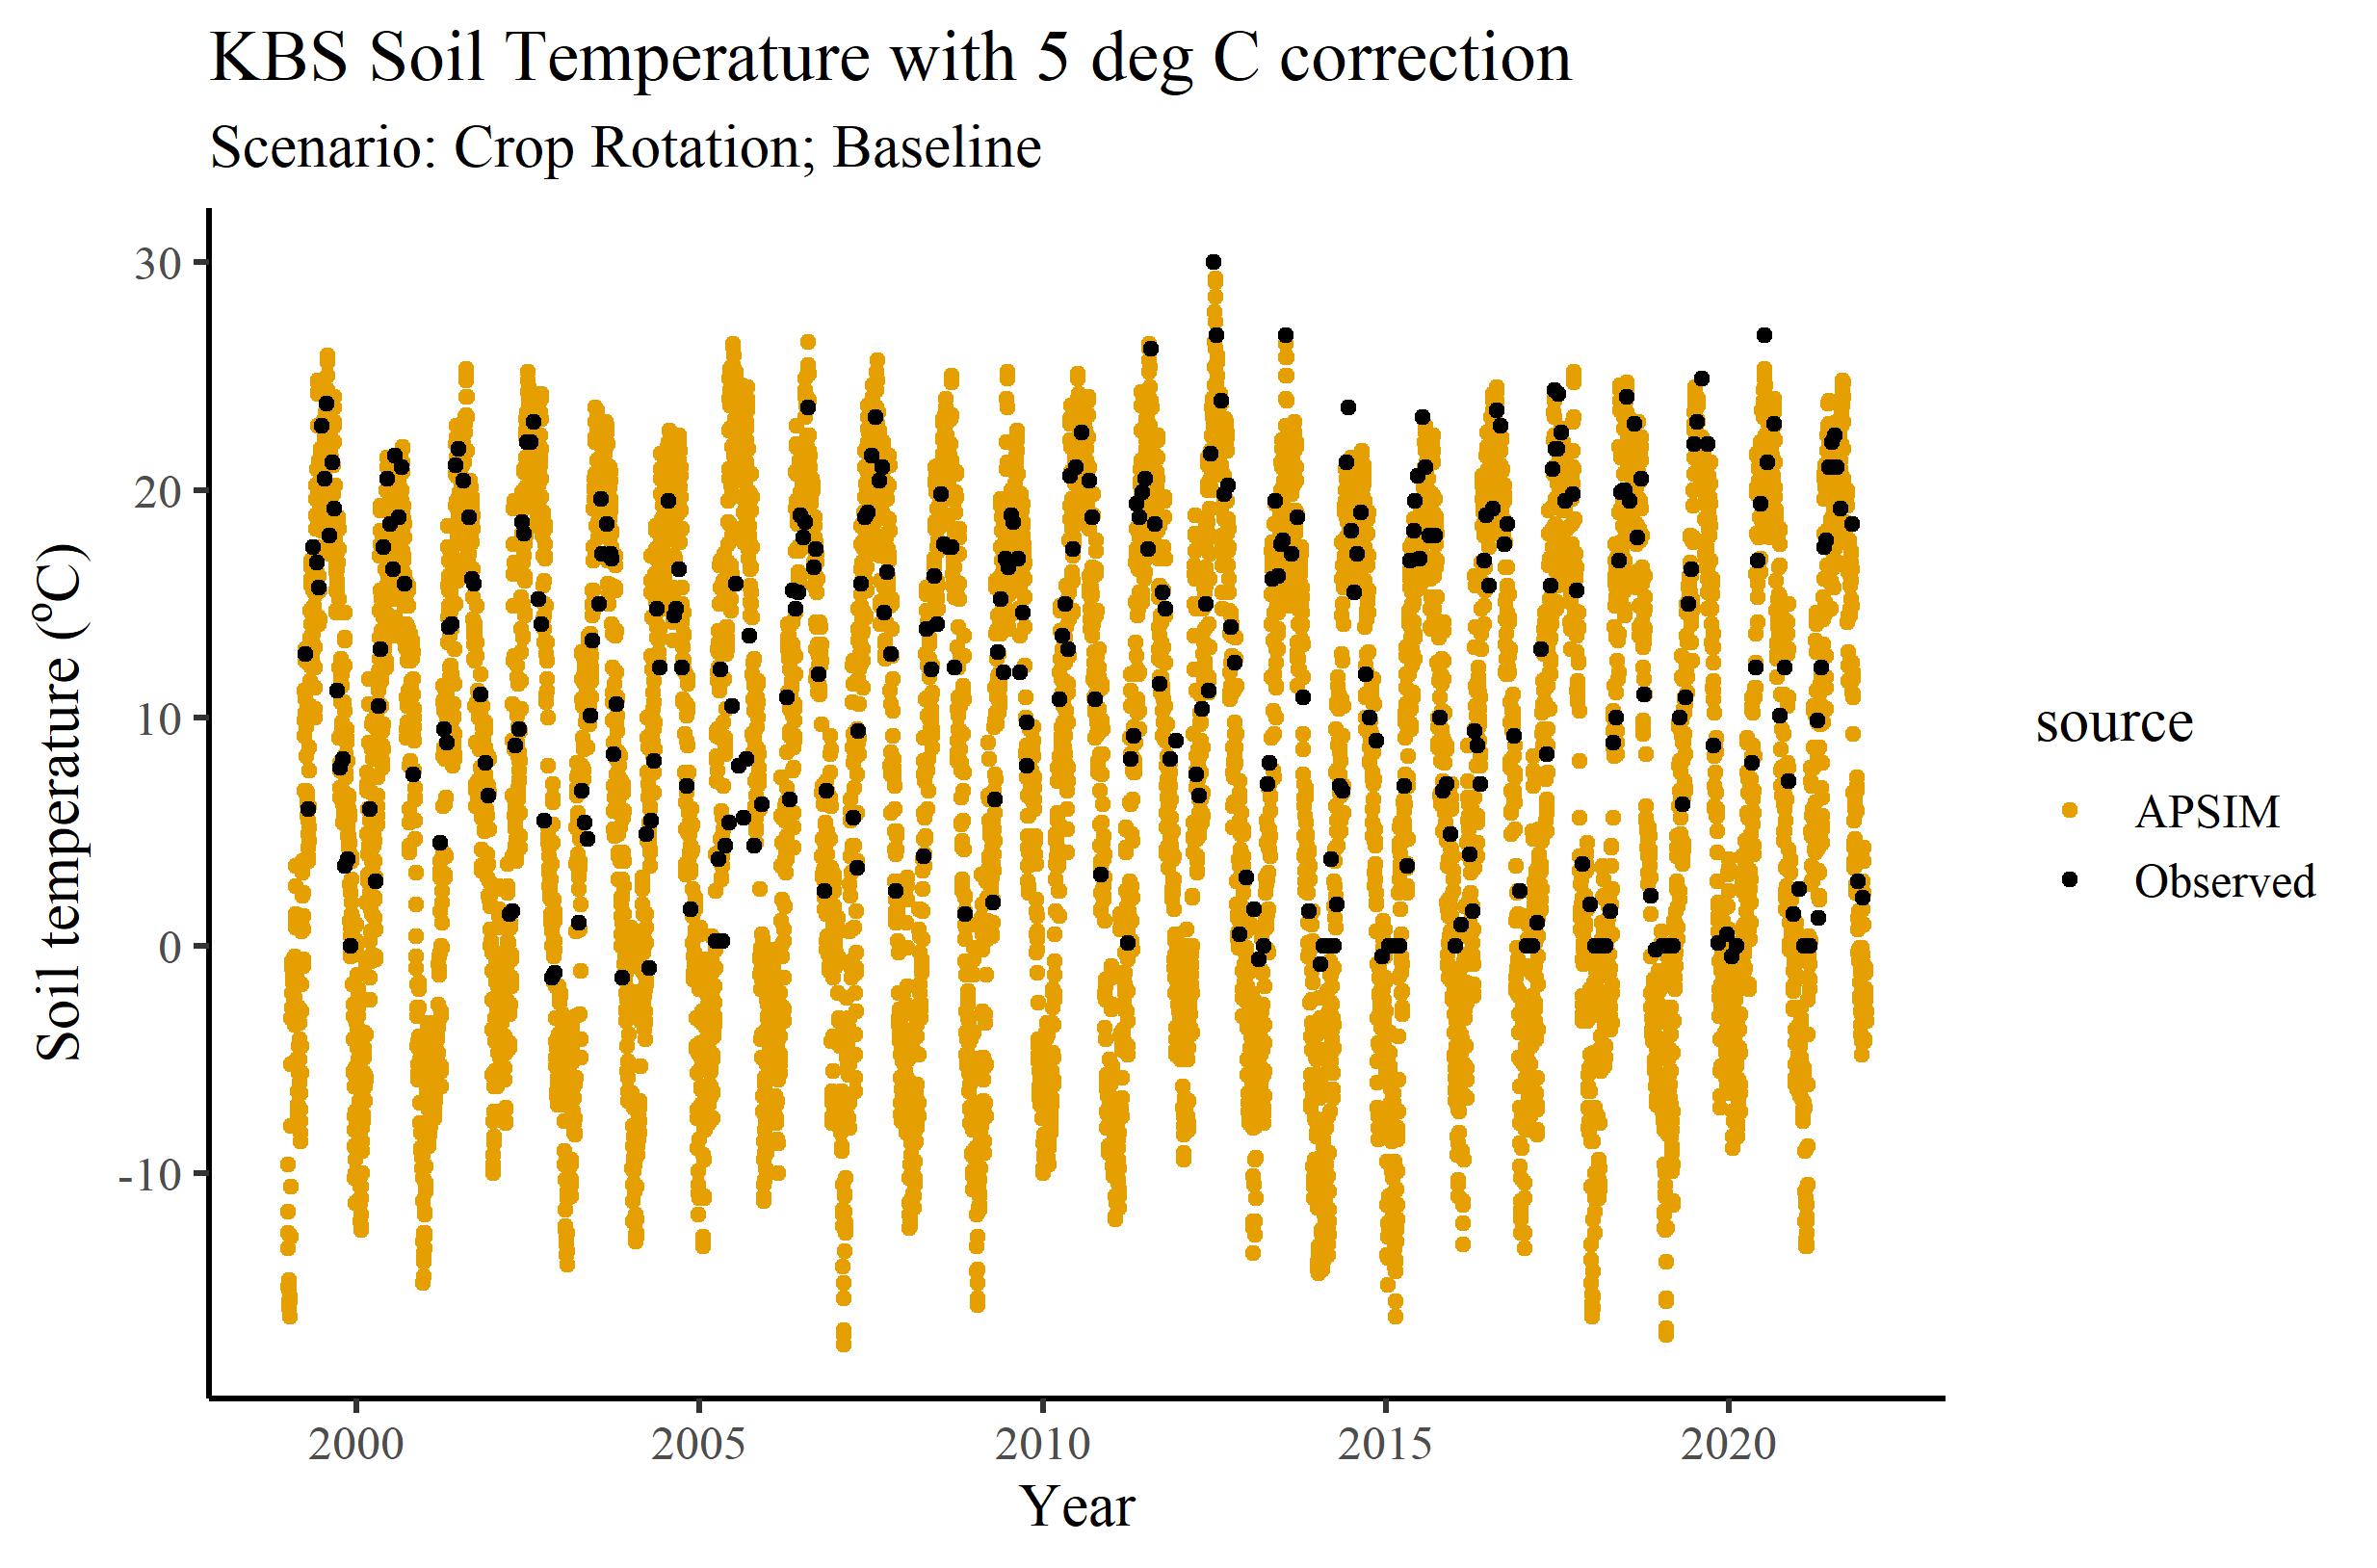 KBS Soil Temperature with 5 deg C correction
Scenario: Crop Rotation; Baseline
Soil temperature (ºC)
30
20
10
0
-10
2000 2005 2010 2015 2020
Year
source
APSIM
Observed